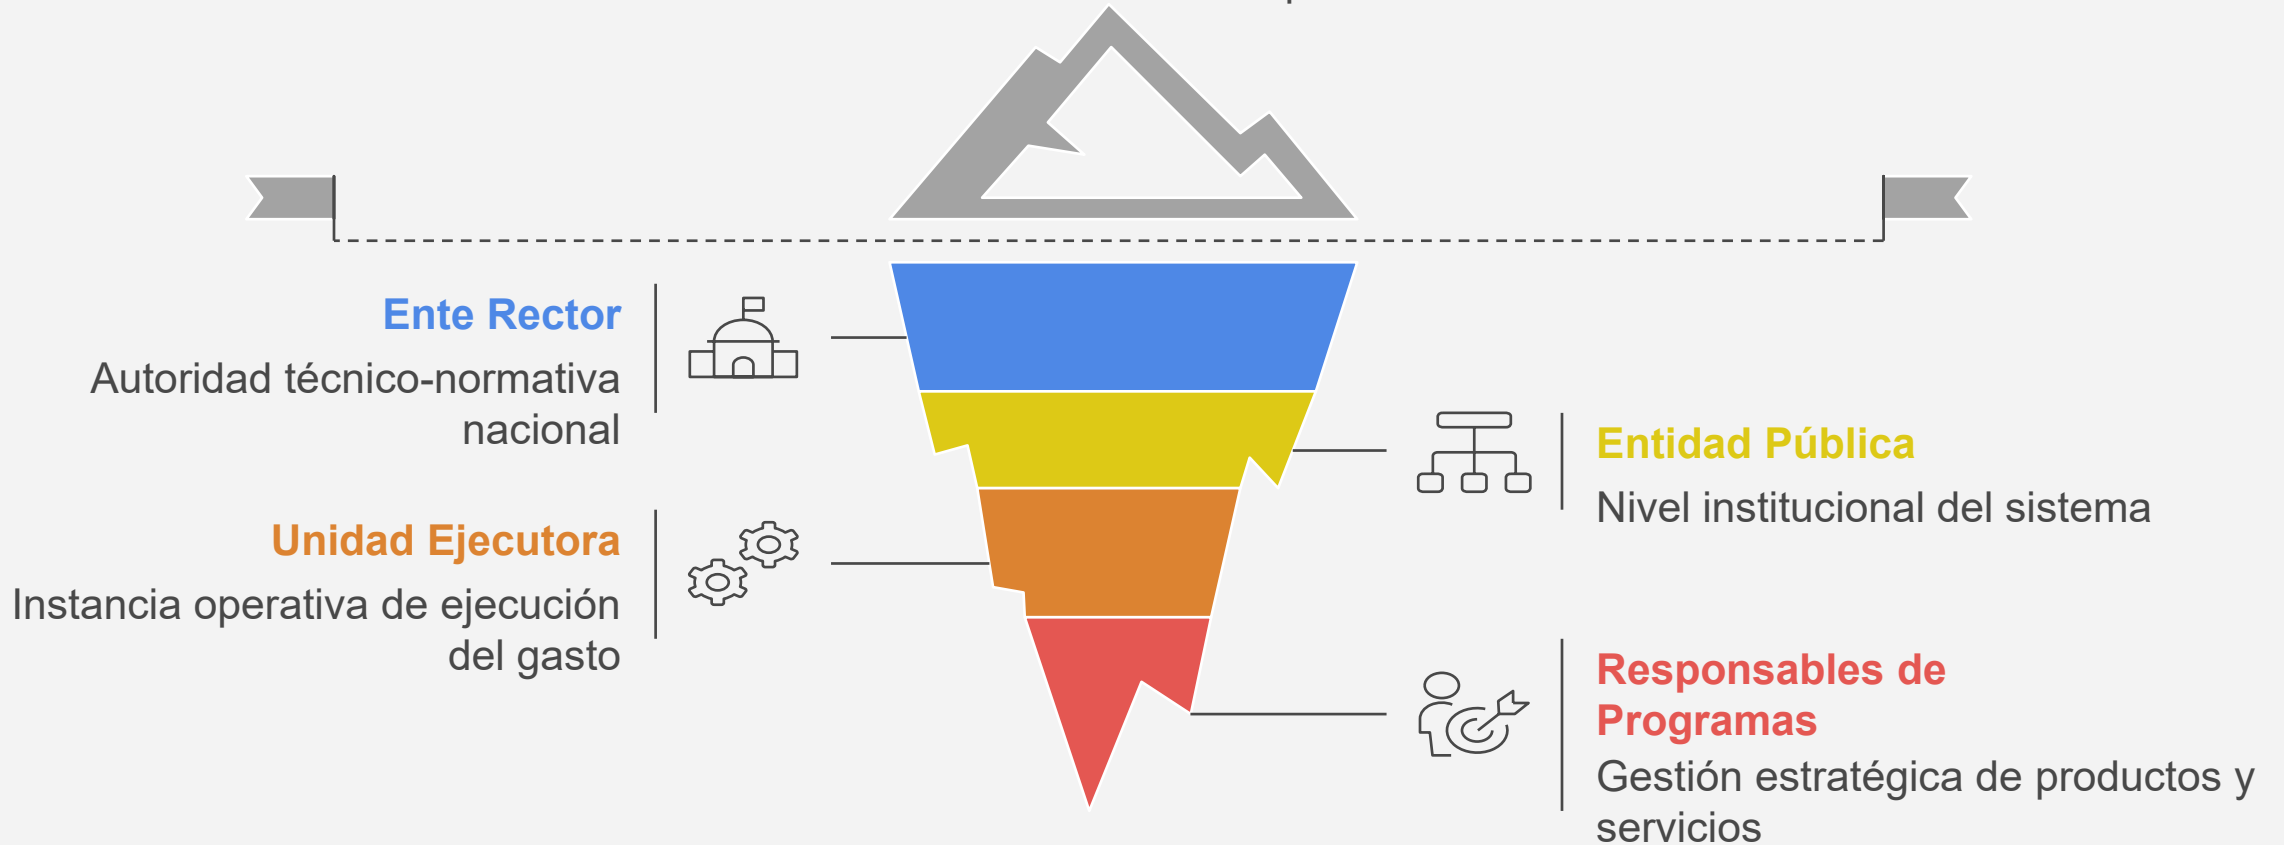 Ente Rector
Autoridad técnico-normativa
nacional
Entidad Pública
Nivel institucional del sistema
Unidad Ejecutora
Instancia operativa de ejecución
del gasto
Responsables de
Programas
Gestión estratégica de productos y
servicios